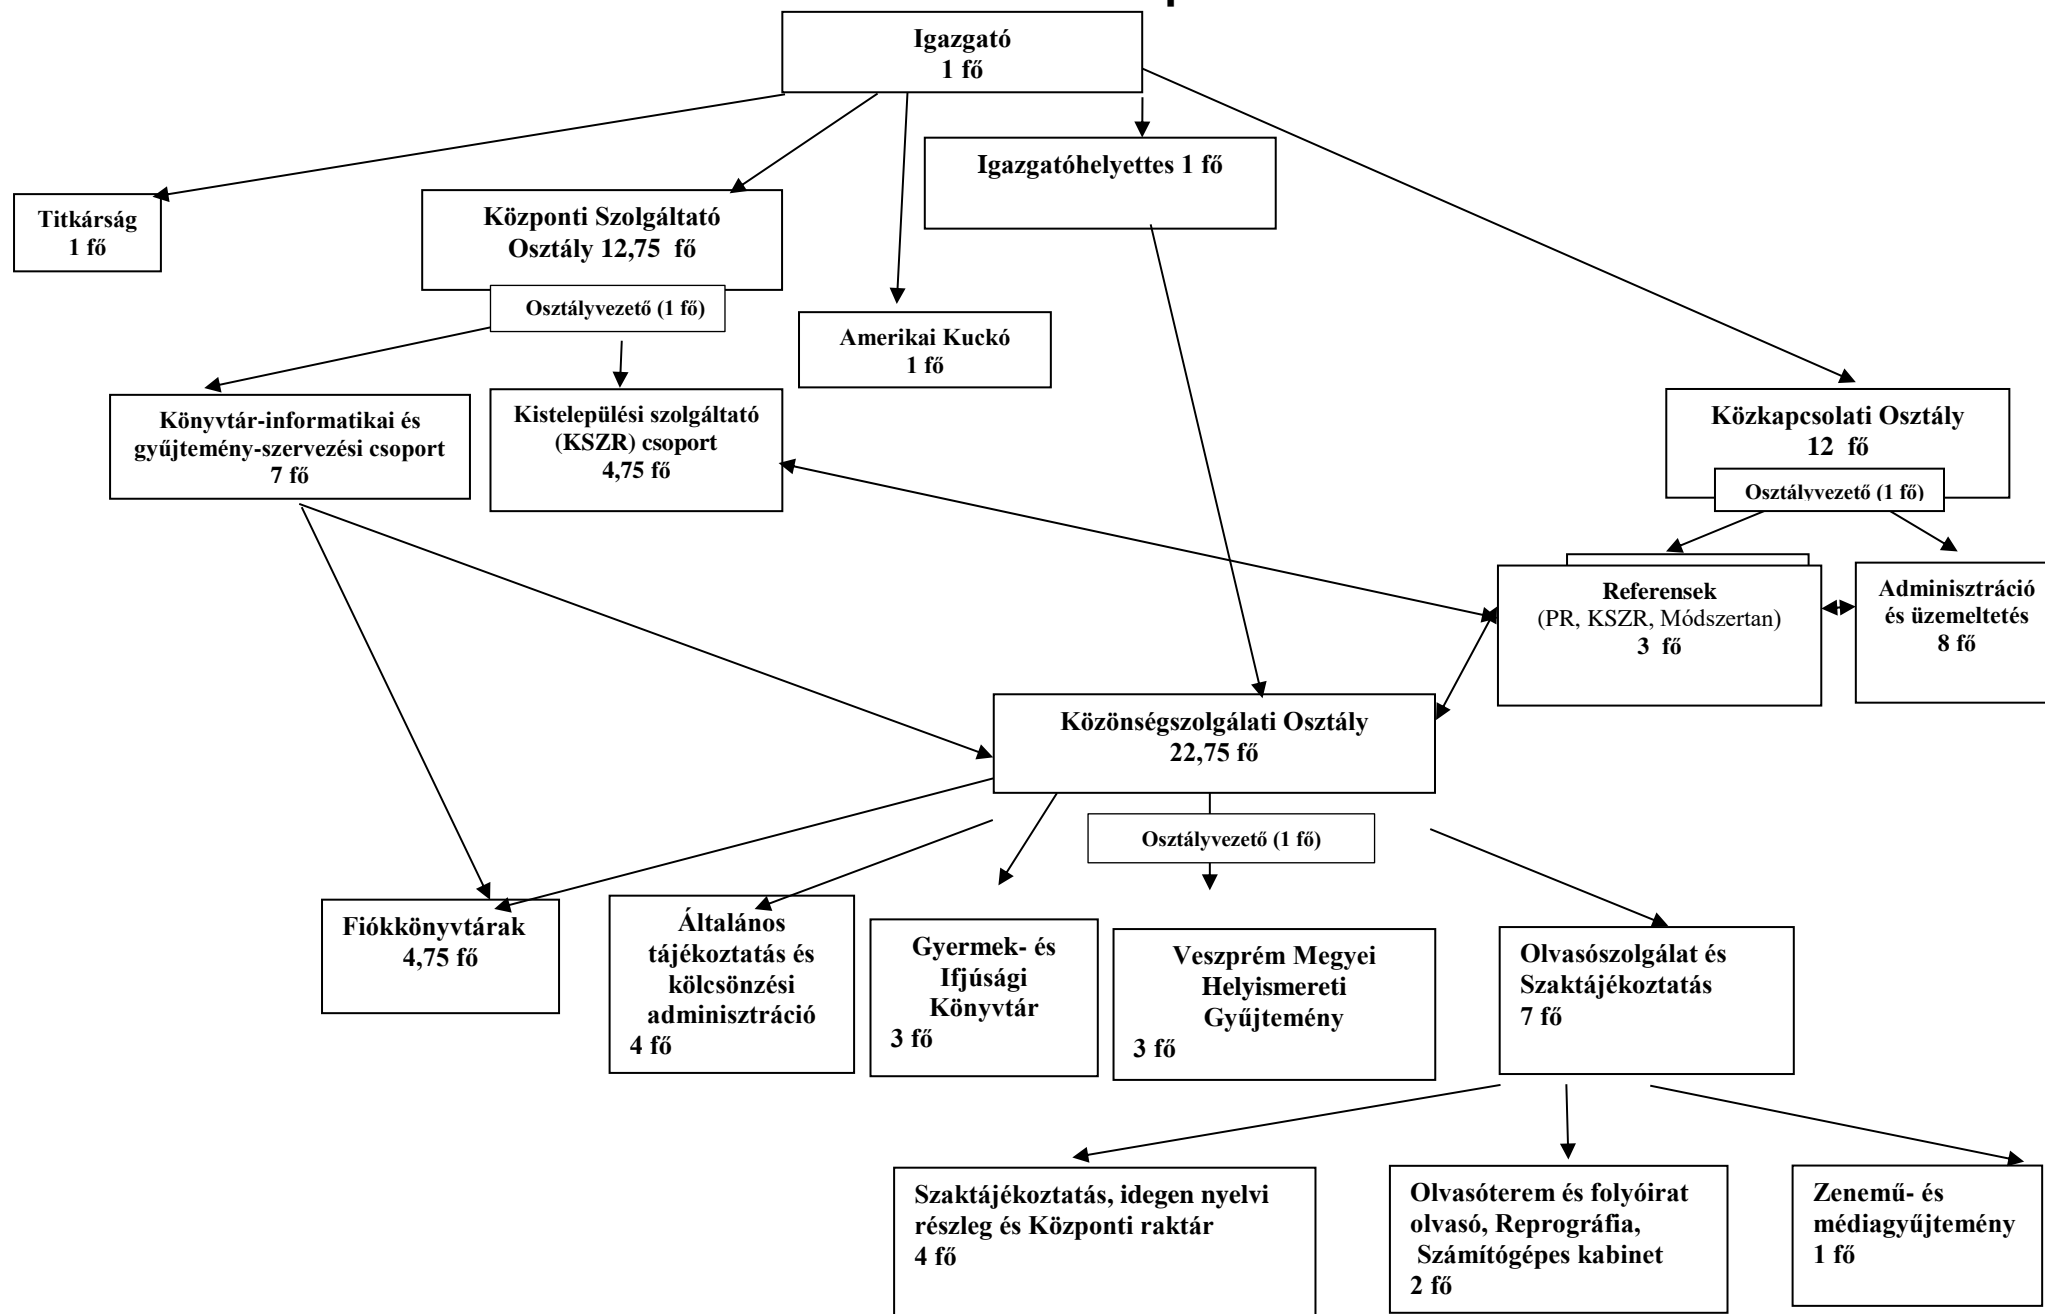 Igazgató
1 fő
Igazgatóhelyettes 1 fő
Titkárság
1 fő
Központi Szolgáltató
Osztály 12,75 fő
Osztályvezető (1 fő)
Amerikai Kuckó
1 fő
Könyvtár-informatikai és
gyűjtemény-szervezési csoport
7 fő
Kistelepülési szolgáltató
(KSZR) csoport
4,75 fő
Közkapcsolati Osztály
12 fő
Osztályvezető (1 fő)
Referensek
(PR, KSZR, Módszertan)
3 fő
Adminisztráció
és üzemeltetés
8 fő
Közönségszolgálati Osztály
22,75 fő
Osztályvezető (1 fő)
Fiókkönyvtárak
4,75 fő
Általános
tájékoztatás és
kölcsönzési
adminisztráció
4 fő
Gyermek- és
Ifjúsági
Könyvtár
3 fő
Veszprém Megyei
Helyismereti
Gyűjtemény
3 fő
Olvasószolgálat és
Szaktájékoztatás
7 fő
Szaktájékoztatás, idegen nyelvi
részleg és Központi raktár
4 fő
Olvasóterem és folyóirat
olvasó, Reprográfia,
Számítógépes kabinet
2 fő
Zenemű- és
médiagyűjtemény
1 fő